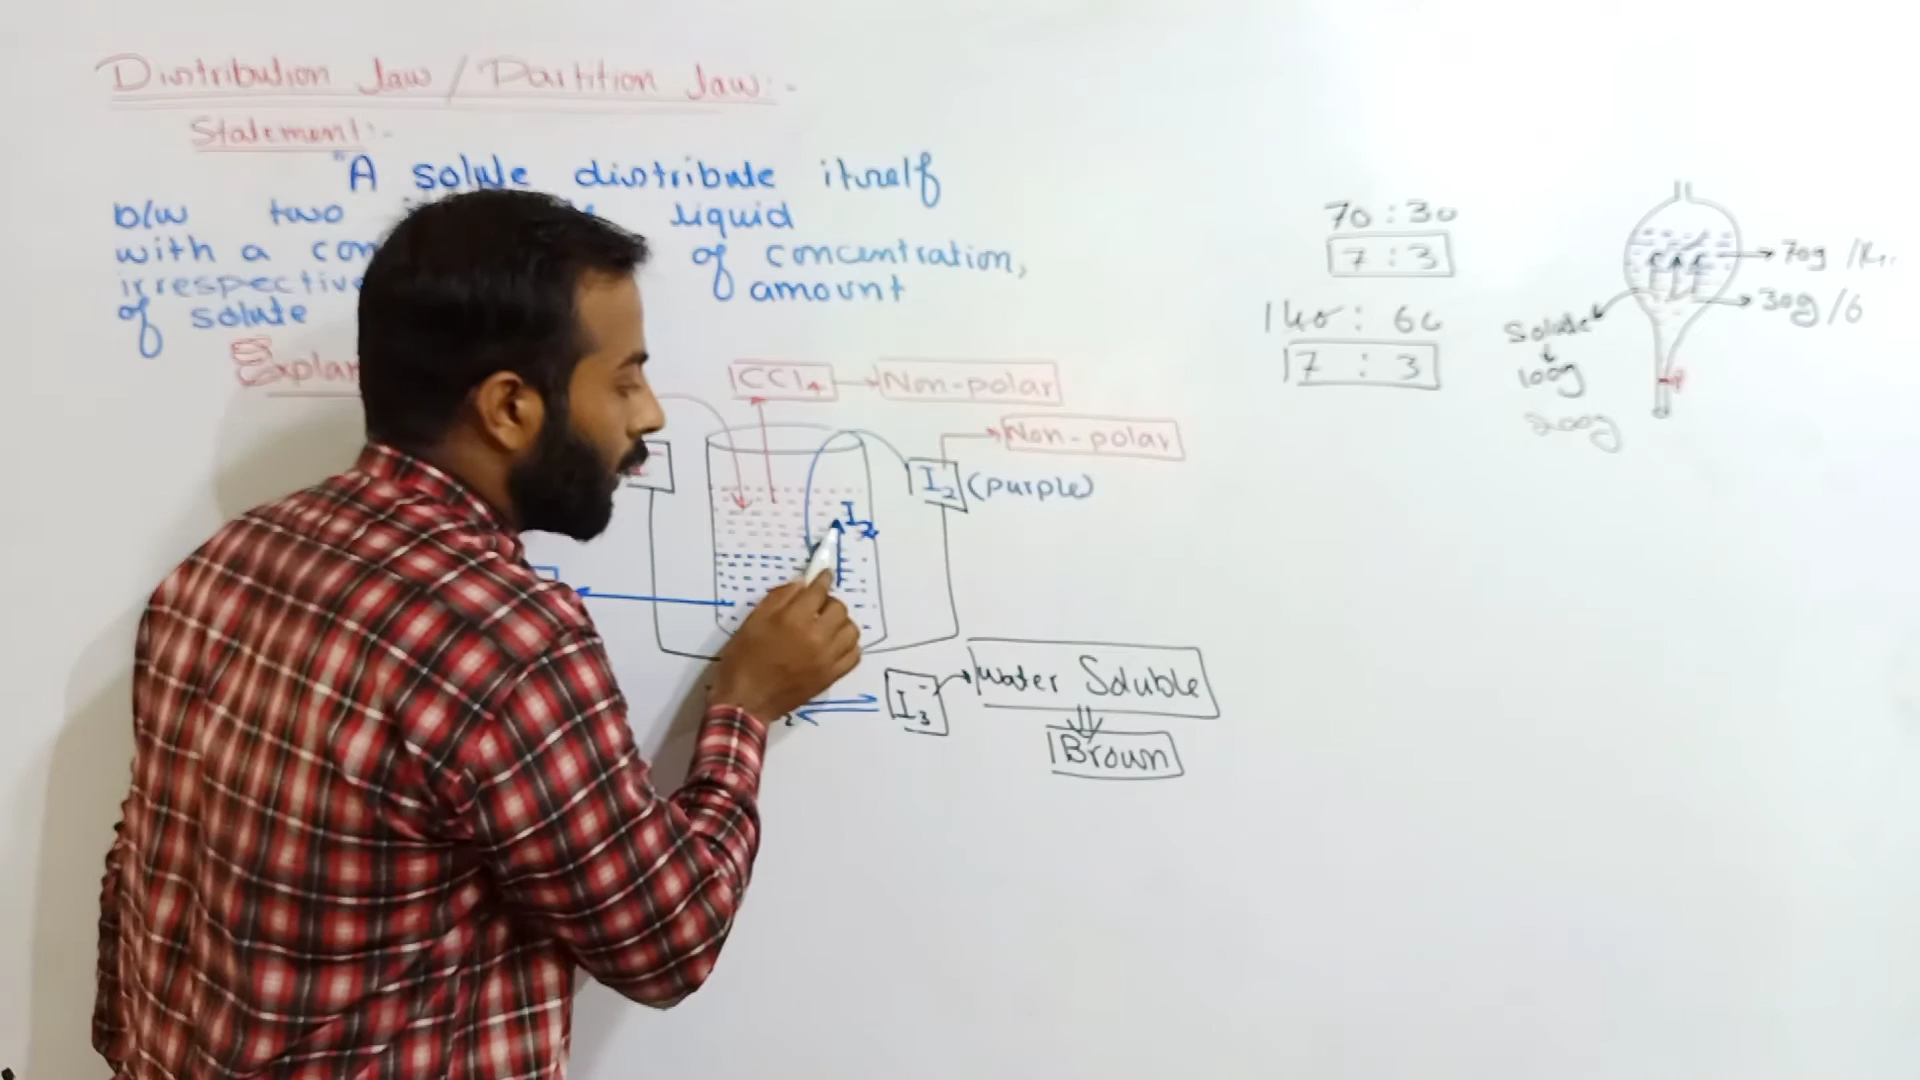 Distribution Law / Partition Law:-
Statement:-
"A solute distribute itself
b/w two liquid
with a con of concentration,
irrespective amount
of solute
Explan
CCl4 Non-polar
Non-polar
I2 (purple)
I2
I3- Water Soluble
2
Brown
70 : 30
7 : 3
140 : 60
7 : 3
70g /
30g / 6
Solute
100g
200g